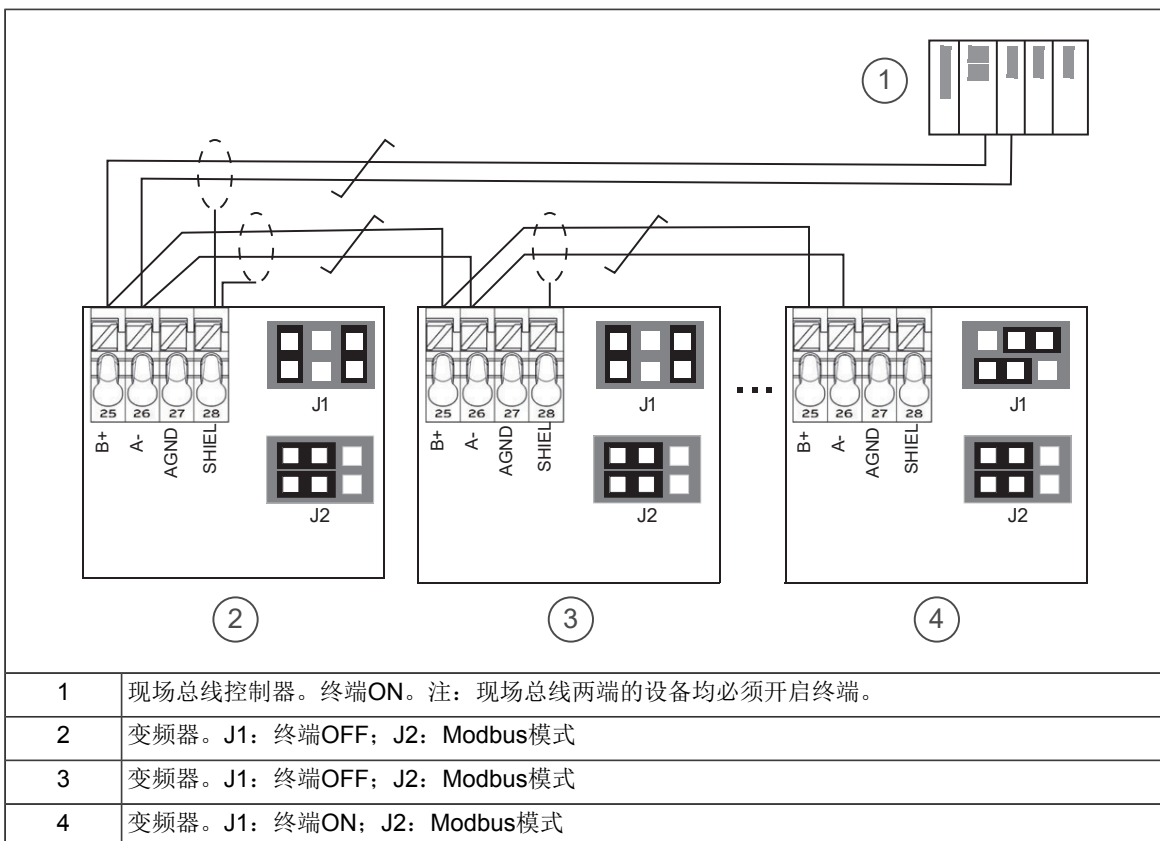 1
25 26 27 28
B+ A- AGND SHIEL
J1
J2
25 26 27 28
B+ A- AGND SHIEL
J1
J2
...
25 26 27 28
B+ A- AGND SHIEL
J1
J2
2 3 4
1 现场总线控制器。终端ON。注：现场总线两端的设备均必须开启终端。
2 变频器。J1：终端OFF；J2：Modbus模式
3 变频器。J1：终端OFF；J2：Modbus模式
4 变频器。J1：终端ON；J2：Modbus模式